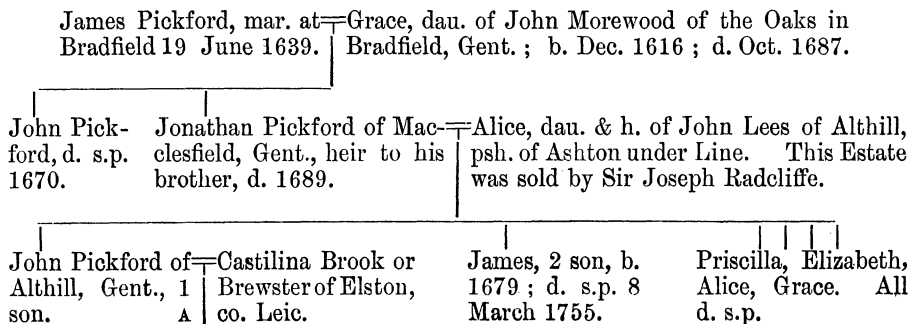 James Pickford, mar. at=Grace, dau. of John Morewood of the Oaks in
Bradfield 19 June 1639. Bradfield, Gent.; b. Dec. 1616; d. Oct. 1687.
John Pick-
ford, d. s.p.
1670.
Jonathan Pickford of Mac-=Alice, dau. & h. of John Lees of Althill,
clesfield, Gent., heir to his psh. of Ashton under Line. This Estate
brother, d. 1689. was sold by Sir Joseph Radcliffe.
John Pickford of=Castilina Brook or
Althill, Gent., 1 Brewster of Elston,
son. A co. Leic.
James, 2 son, b.
1679; d. s.p. 8
March 1755.
Priscilla, Elizabeth,
Alice, Grace. All
d. s.p.